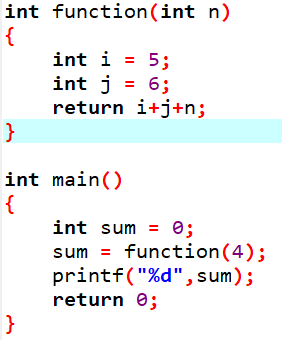 int function(int n)
{
    int i = 5;
    int j = 6;
    return i+j+n;
}

int main()
{
    int sum = 0;
    sum = function(4);
    printf("%d",sum);
    return 0;
}